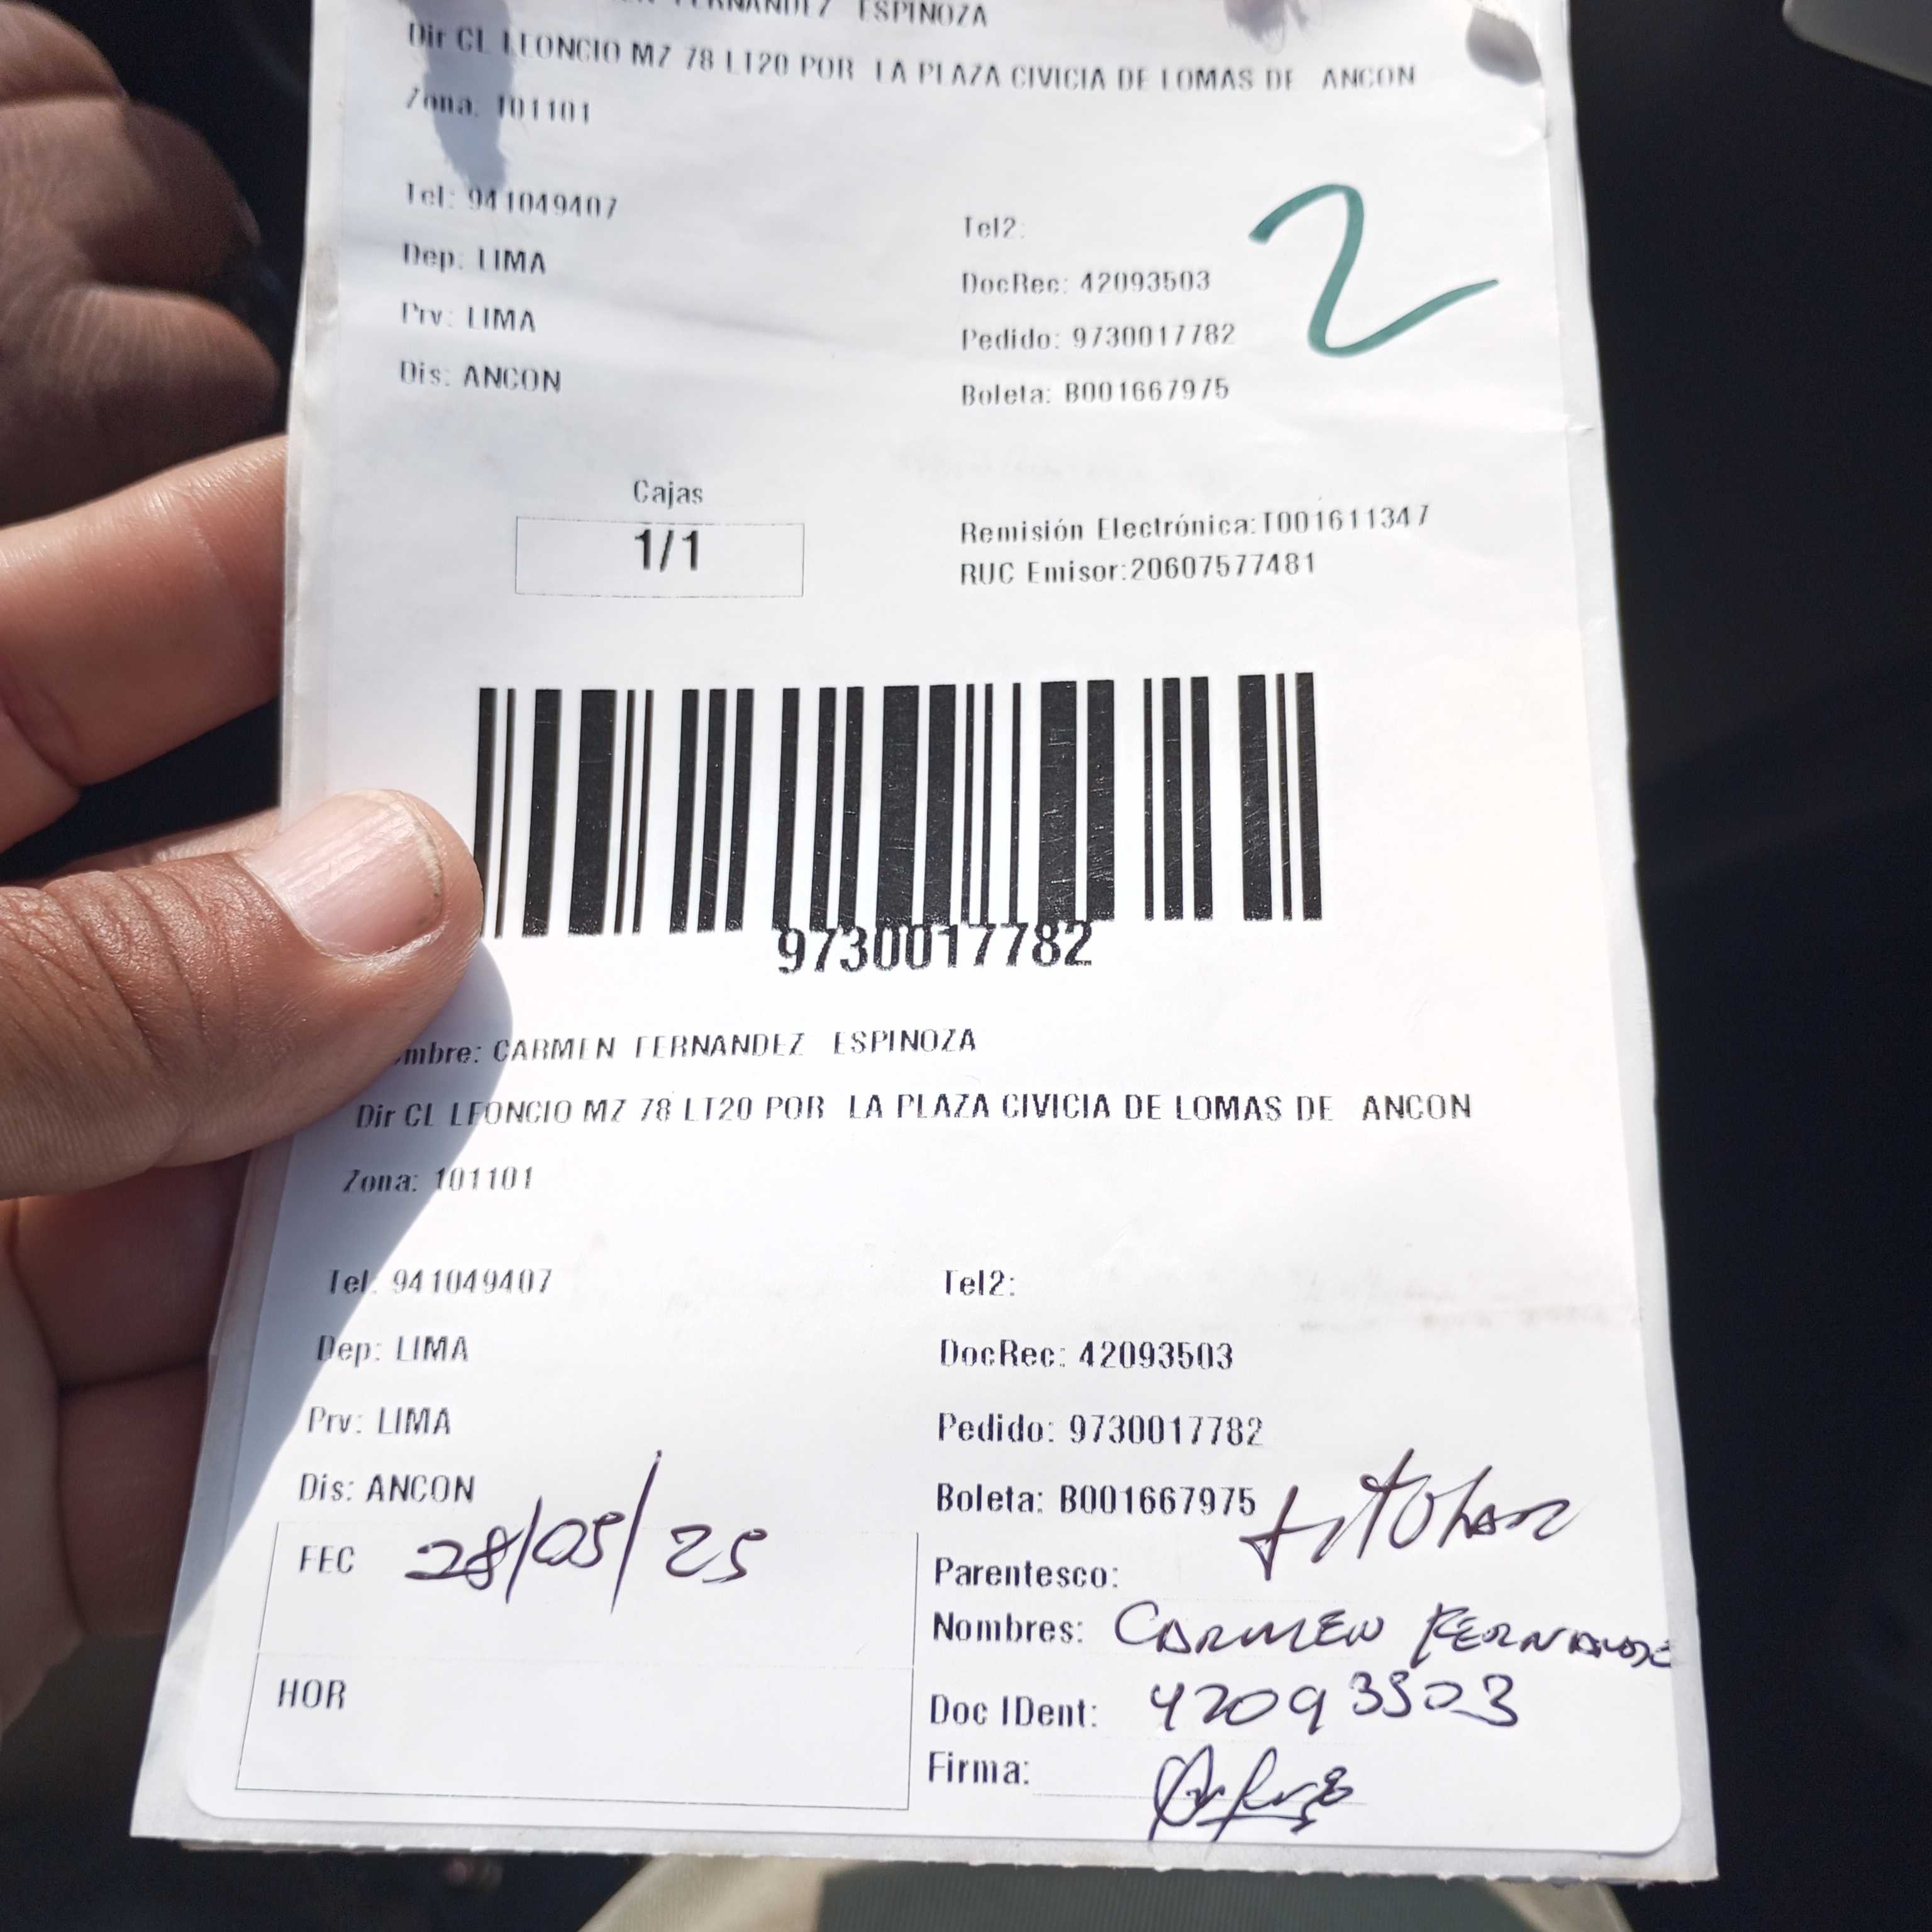 FERNANDEZ ESPINOZA
Dir CL LEONCIO MZ 78 LT20 POR LA PLAZA CIVICIA DE LOMAS DE ANCON
Zona: 101101
Tel: 941049407
Tel2:
Dep: LIMA
DocRec: 42093503
Prv: LIMA
Pedido: 9730017782
Dis: ANCON
Boleta: B001667975
2
Cajas
1/1
Remisión Electrónica:T001611347
RUC Emisor:20607577481
9730017782
mbre: CARMEN FERNANDEZ ESPINOZA
Dir CL LEONCIO MZ 78 LT20 POR LA PLAZA CIVICIA DE LOMAS DE ANCON
Zona: 101101
Tel: 941049407
Tel2:
Dep: LIMA
DocRec: 42093503
Prv: LIMA
Pedido: 9730017782
Dis: ANCON
Boleta: B001667975
FEC 28/05/25
Parentesco: titular
Nombres: CARMEN FERNANDE
HOR
Doc IDent: 42093503
Firma: